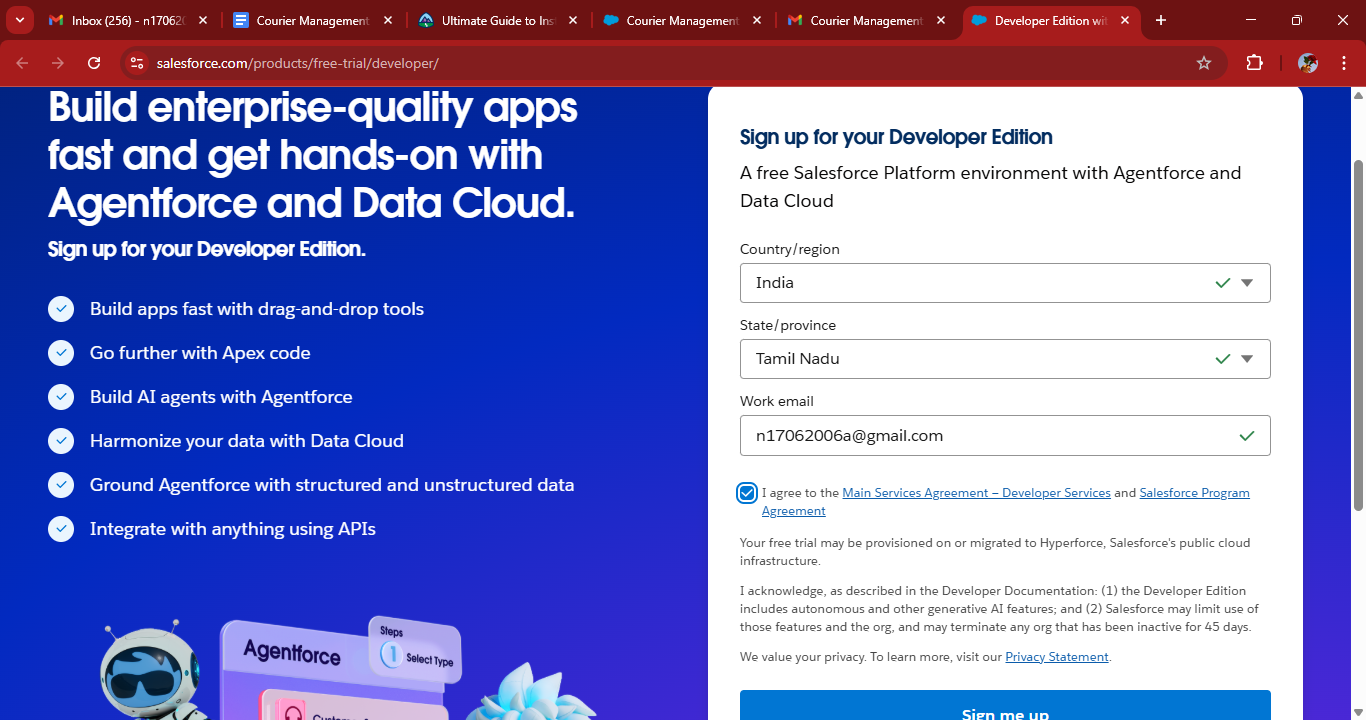 Inbox (256) - n17062
Courier Management
Ultimate Guide to Ins
Courier Management
Courier Management
Developer Edition wit
salesforce.com/products/free-trial/developer/
Build enterprise-quality apps
fast and get hands-on with
Agentforce and Data Cloud.
Sign up for your Developer Edition.
Build apps fast with drag-and-drop tools
Go further with Apex code
Build AI agents with Agentforce
Harmonize your data with Data Cloud
Ground Agentforce with structured and unstructured data
Integrate with anything using APIs
Agentforce
Steps
1 Select Type
Sign up for your Developer Edition
A free Salesforce Platform environment with Agentforce and
Data Cloud
Country/region
India
State/province
Tamil Nadu
Work email
n17062006a@gmail.com
I agree to the Main Services Agreement – Developer Services and Salesforce Program
Agreement
Your free trial may be provisioned on or migrated to Hyperforce, Salesforce's public cloud
infrastructure.
I acknowledge, as described in the Developer Documentation: (1) the Developer Edition
includes autonomous and other generative AI features; and (2) Salesforce may limit use of
those features and the org, and may terminate any org that has been inactive for 45 days.
We value your privacy. To learn more, visit our Privacy Statement.
Sign me up